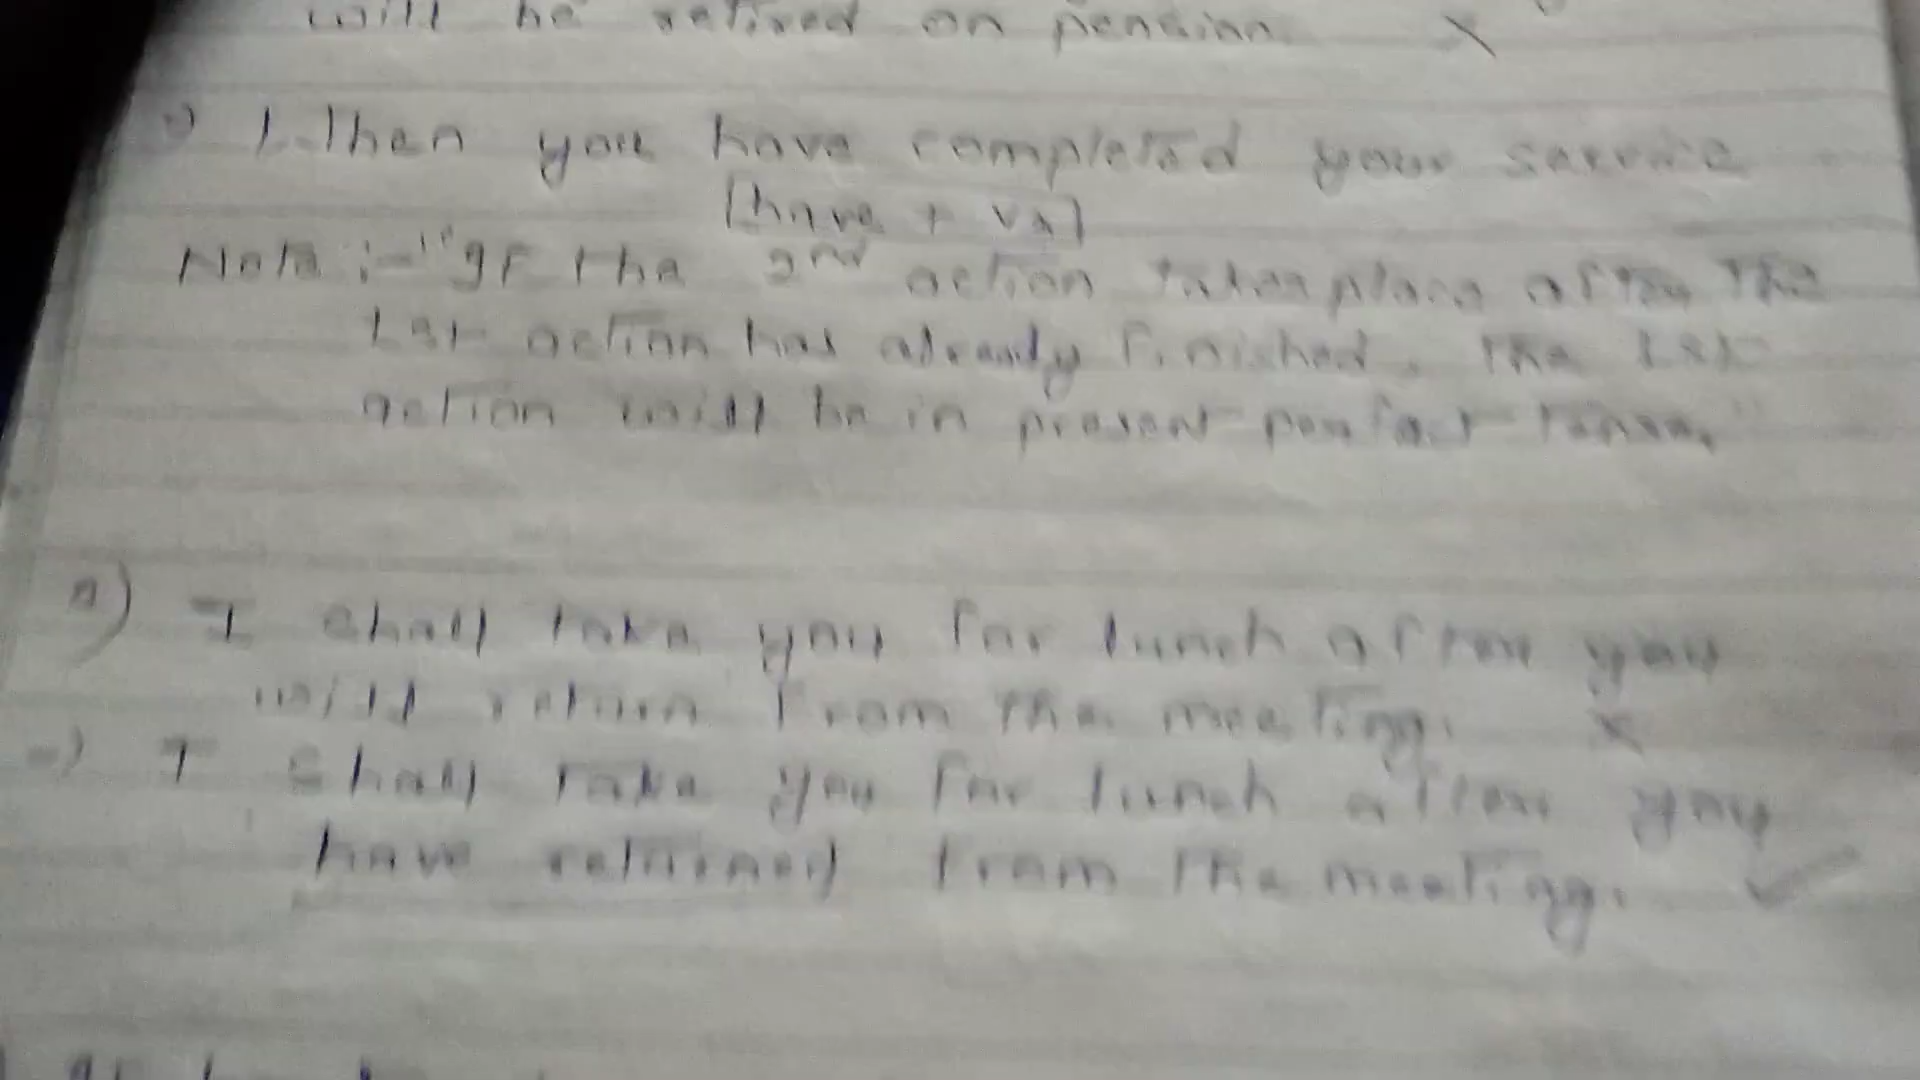 will be retired on pension. X
=) When you have completed your service
[have + V3]
Note :- "If the 2nd action takes place after the
1st action has already finished, the 1st
action will be in present perfect tense."
I shall take you for lunch after you
will return from the meeting. X
=) I shall take you for lunch after you
have returned from the meeting. ✓